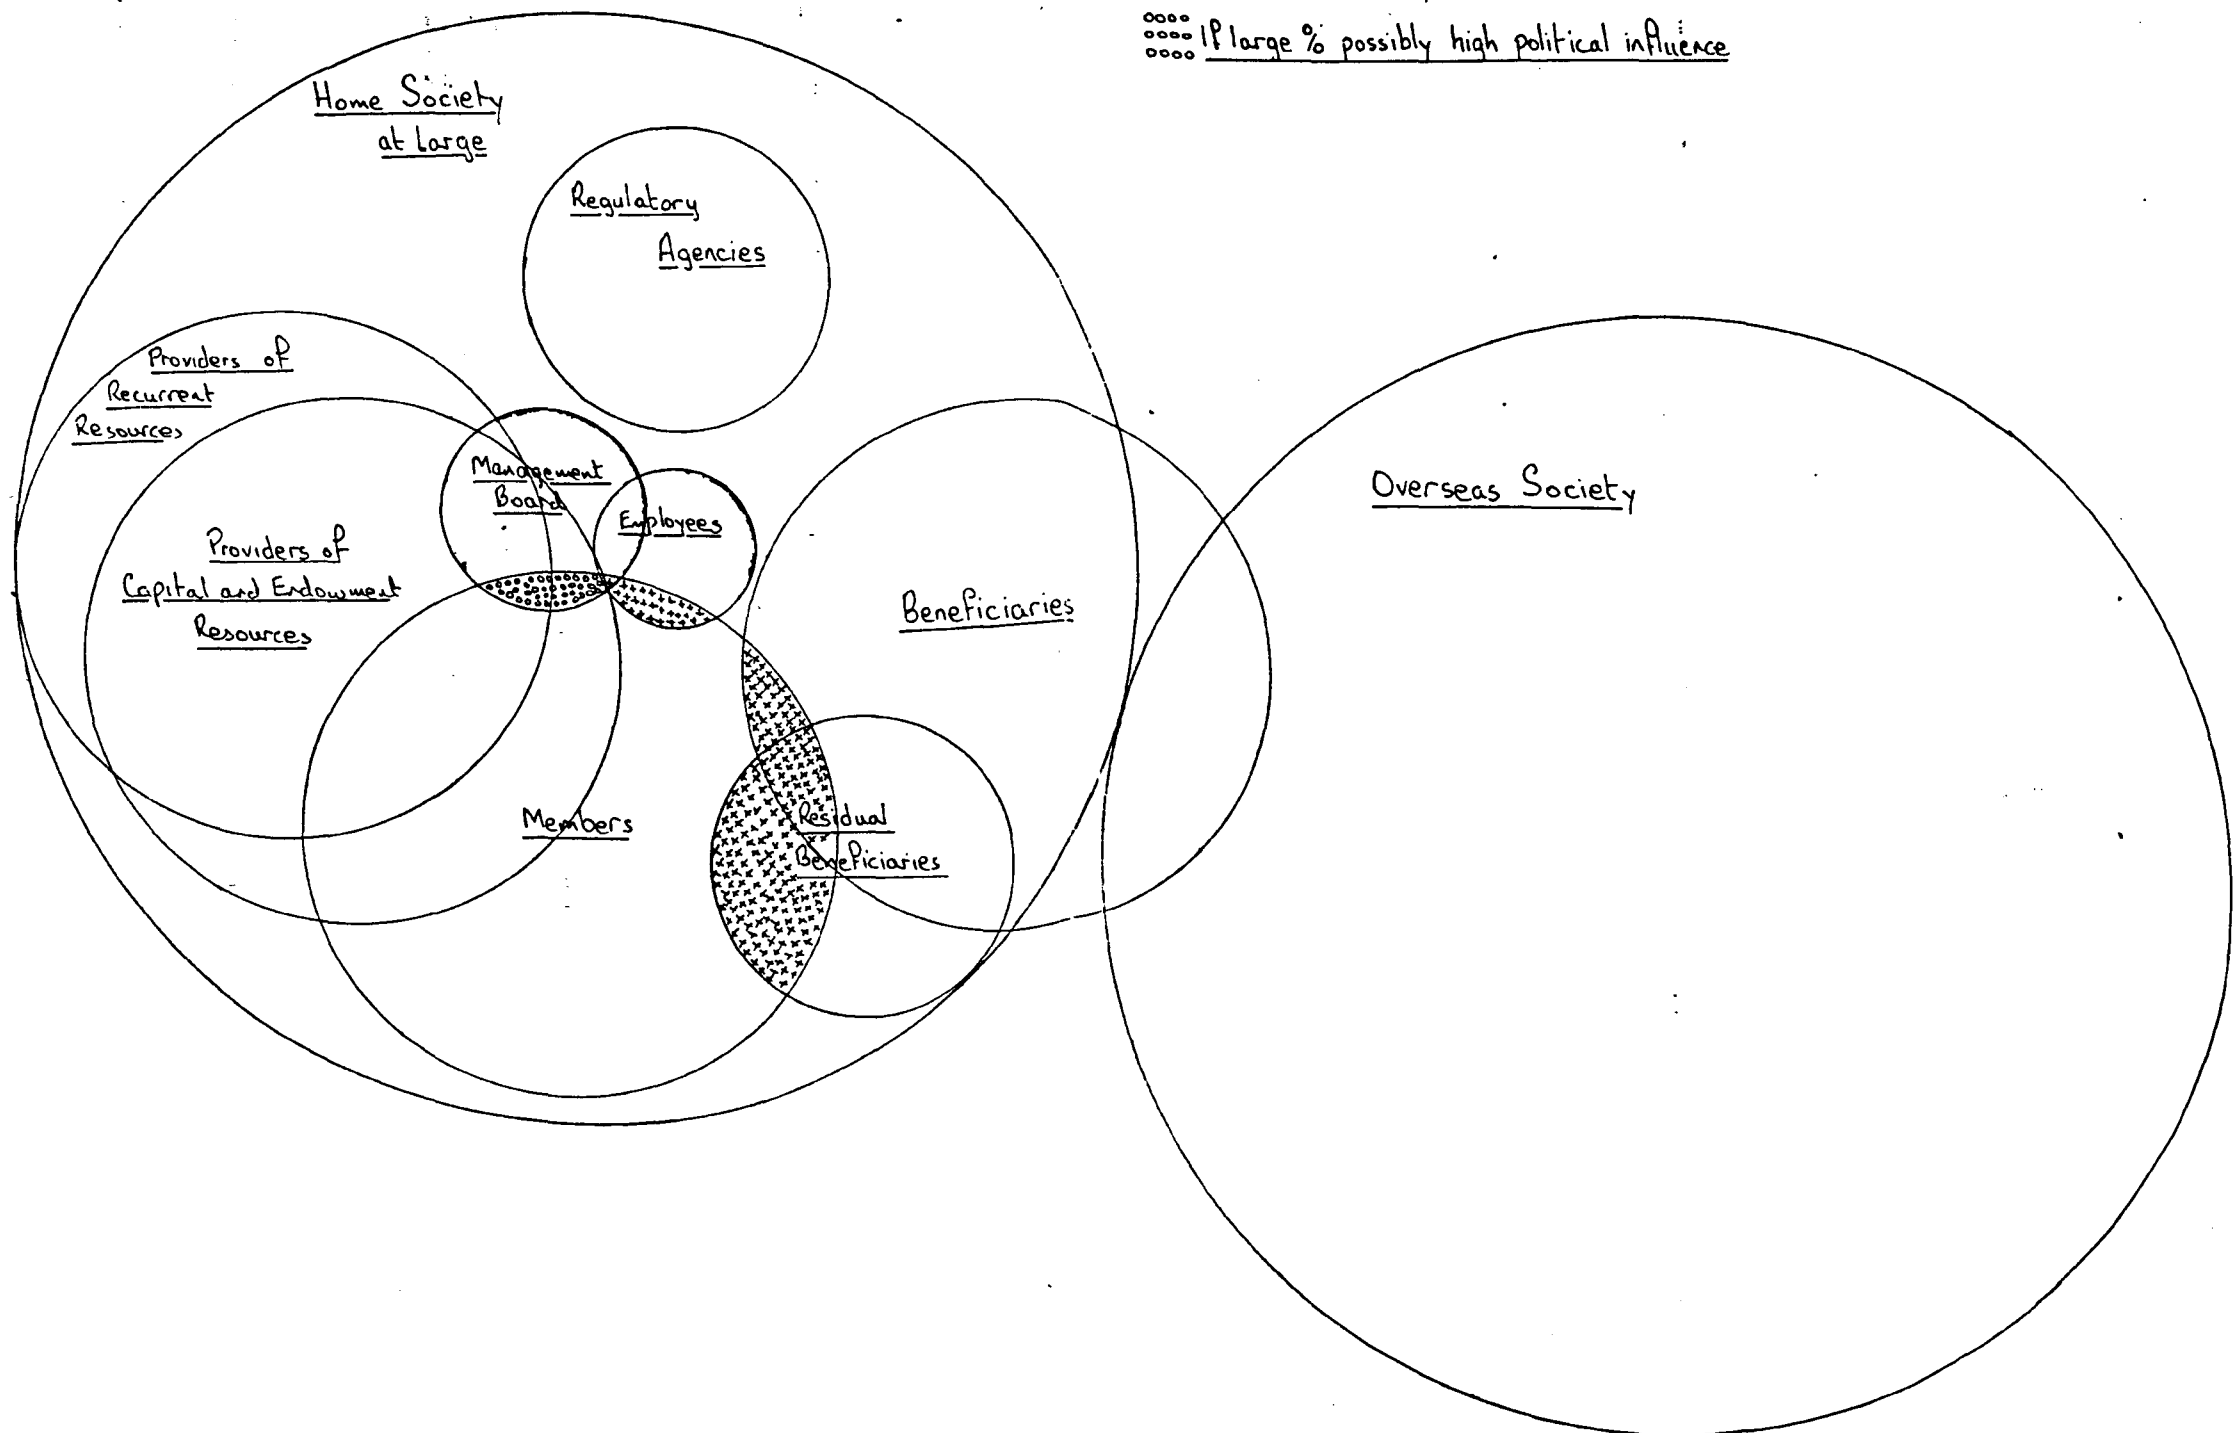 If large % possibly high political influence
Home Society
at Large
Regulatory
Agencies
Providers of
Recurrent
Resources
Management
Board
Employees
Overseas Society
Providers of
Capital and Endowment
Resources
Beneficiaries
Members
Residual
Beneficiaries